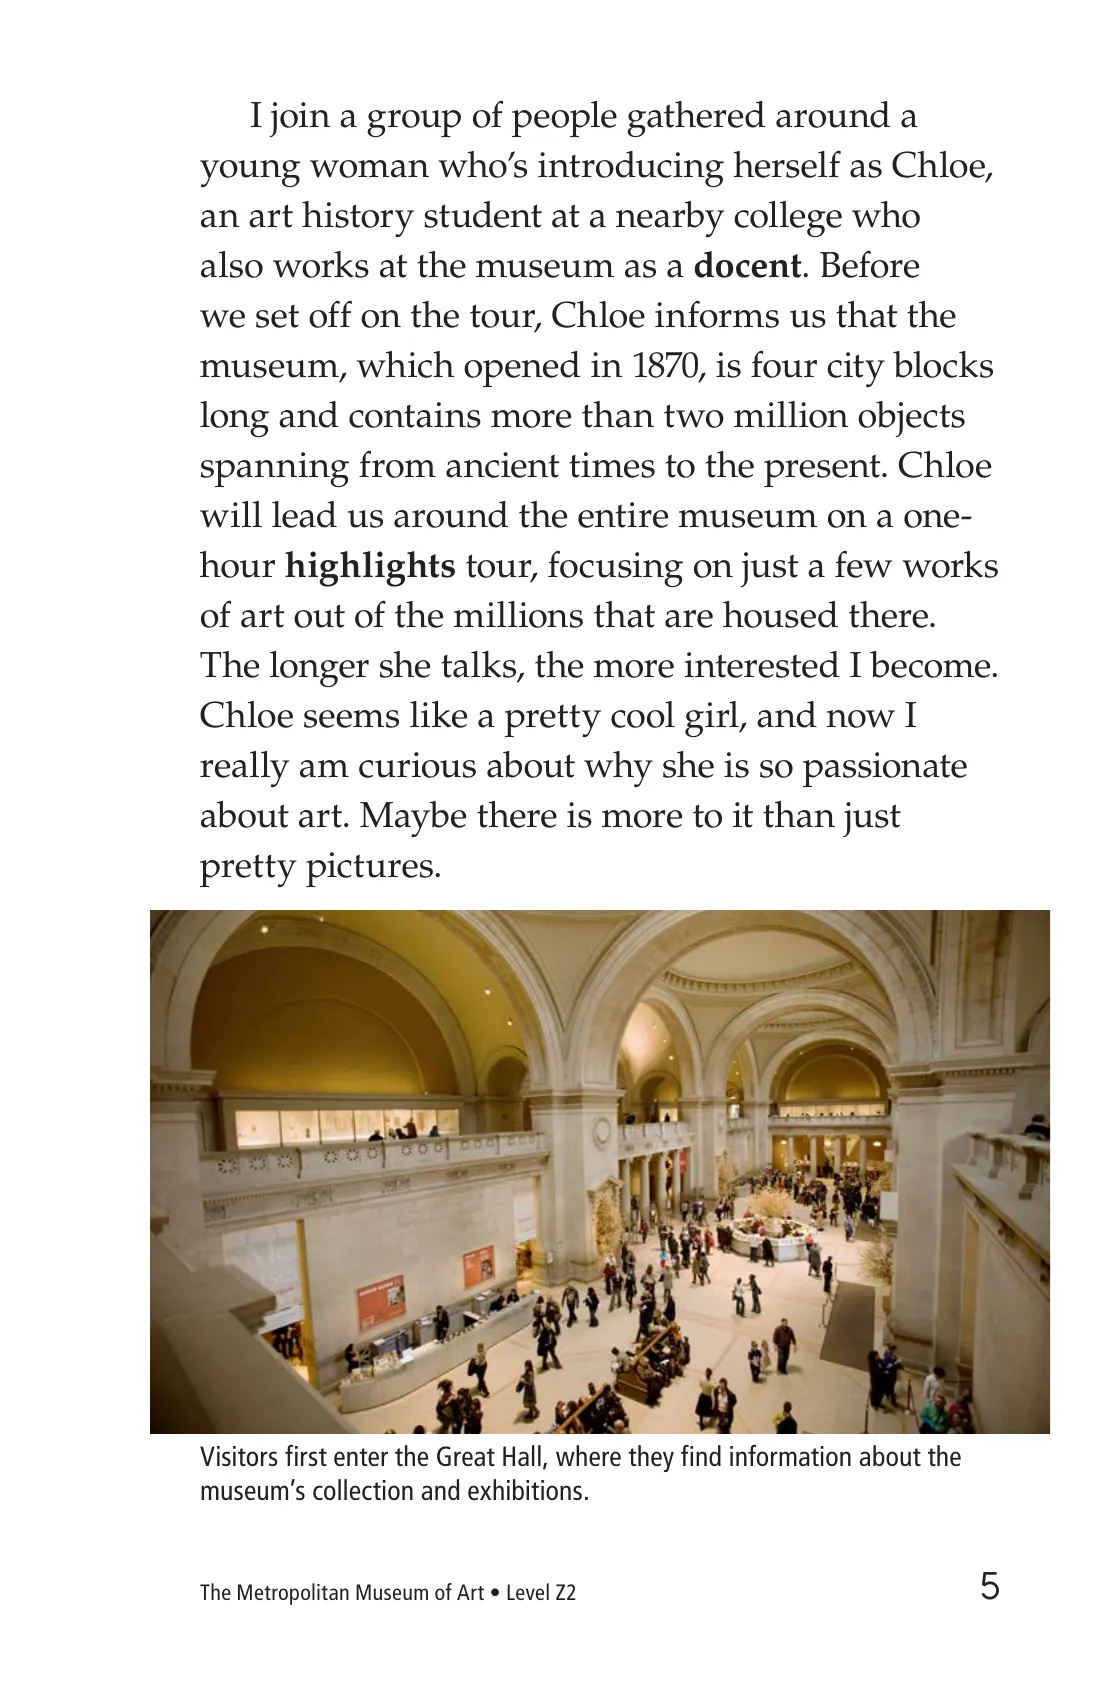 I join a group of people gathered around a
young woman who’s introducing herself as Chloe,
an art history student at a nearby college who
also works at the museum as a docent. Before
we set off on the tour, Chloe informs us that the
museum, which opened in 1870, is four city blocks
long and contains more than two million objects
spanning from ancient times to the present. Chloe
will lead us around the entire museum on a one-
hour highlights tour, focusing on just a few works
of art out of the millions that are housed there.
The longer she talks, the more interested I become.
Chloe seems like a pretty cool girl, and now I
really am curious about why she is so passionate
about art. Maybe there is more to it than just
pretty pictures.
Visitors first enter the Great Hall, where they find information about the
museum’s collection and exhibitions.
The Metropolitan Museum of Art • Level Z2
5